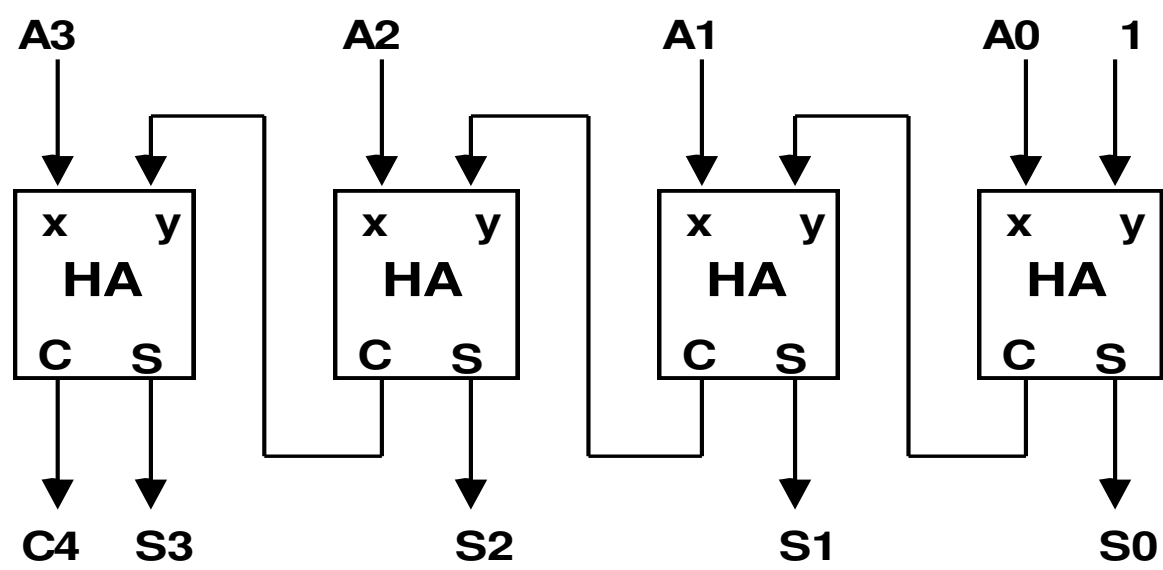 A3 A2 A1 A0 1
x y x y x y x y
HA HA HA HA
C S C S C S C S
C4 S3 S2 S1 S0